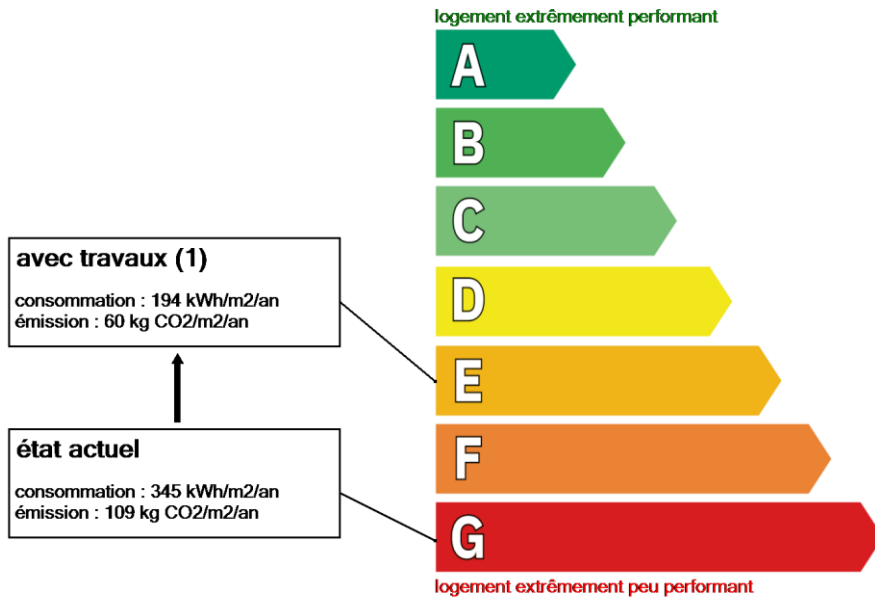 logement extrêmement performant
A
B
C
avec travaux (1)
consommation : 194 kWh/m2/an
émission : 60 kg CO2/m2/an
D
E
état actuel
consommation : 345 kWh/m2/an
émission : 109 kg CO2/m2/an
F
G
logement extrêmement peu performant